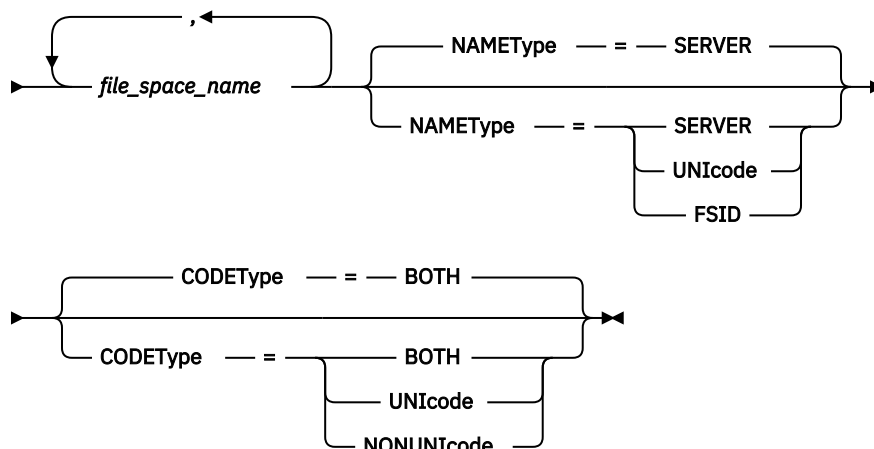 ,
NAMEType = SERVER
file_space_name
NAMEType = SERVER
UNIcode
FSID
CODEType = BOTH
CODEType = BOTH
UNIcode
NONUNIcode